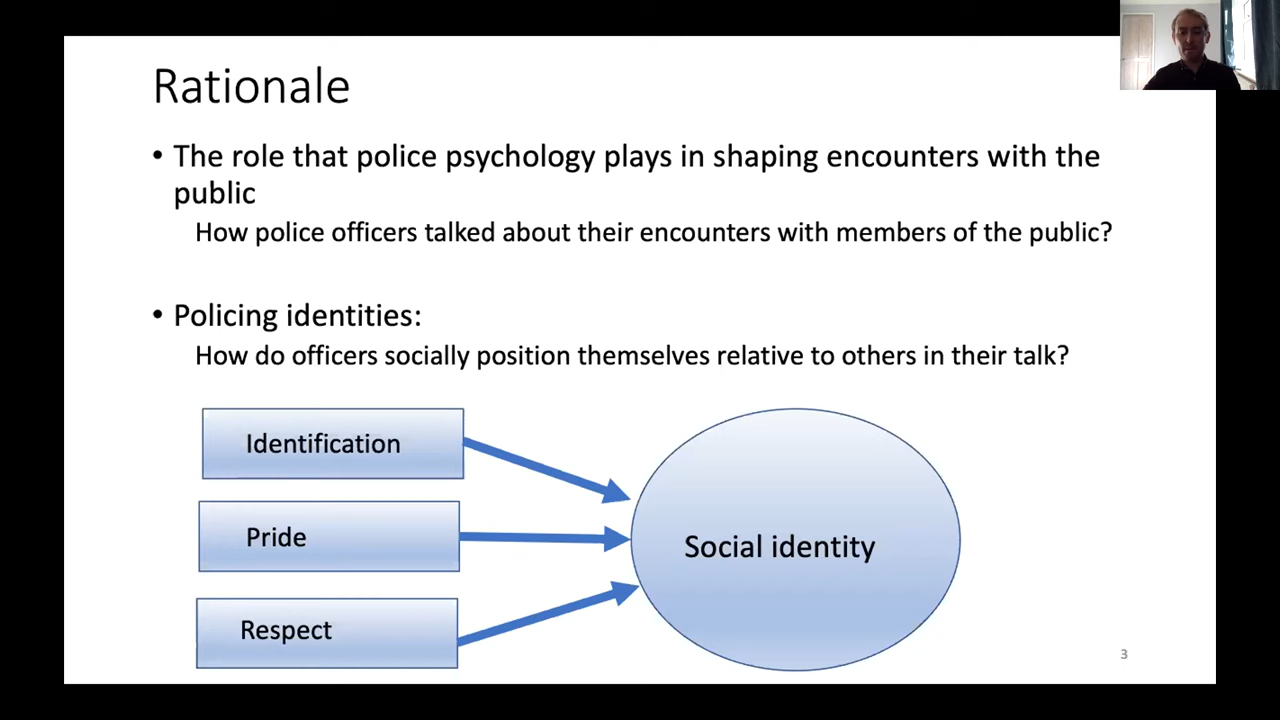 Rationale
• The role that police psychology plays in shaping encounters with the
public
How police officers talked about their encounters with members of the public?
• Policing identities:
How do officers socially position themselves relative to others in their talk?
Identification
Pride
Social identity
Respect
3